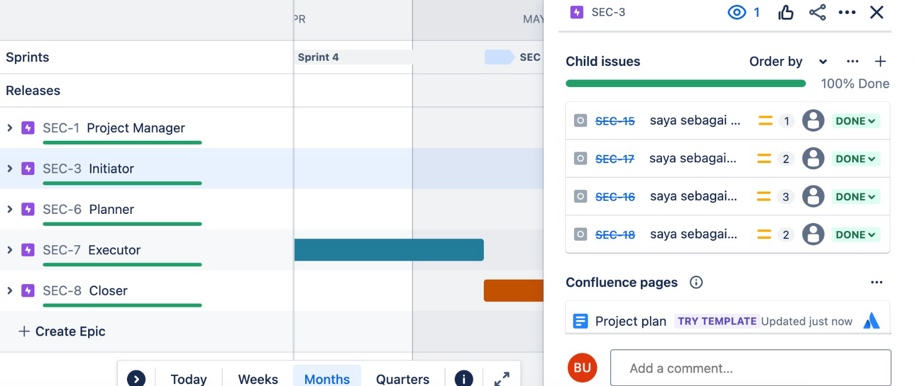 PR
MAY
Sprints
Sprint 4
SEC
Releases
SEC-1 Project Manager
SEC-3 Initiator
SEC-6 Planner
SEC-7 Executor
SEC-8 Closer
+ Create Epic
Today Weeks Months Quarters
SEC-3
1
Child issues Order by
100% Done
SEC-15 saya sebagai ... 1 DONE
SEC-17 saya sebagai... 2 DONE
SEC-16 saya sebagai... 3 DONE
SEC-18 saya sebagai... 2 DONE
Confluence pages
Project plan TRY TEMPLATE Updated just now
BU Add a comment...